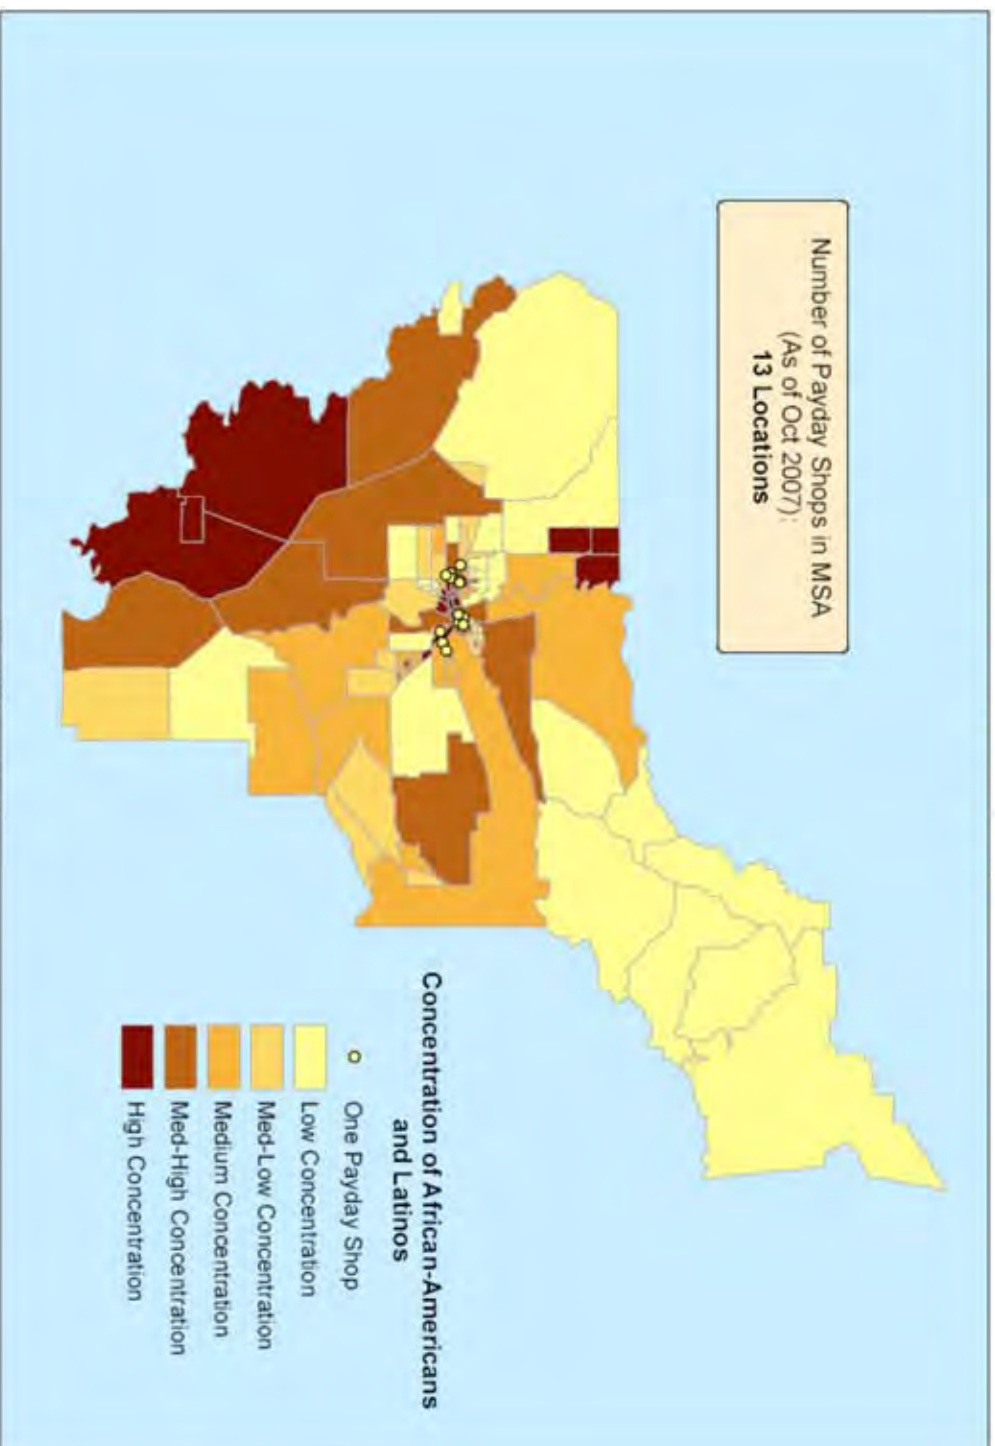 Number of Payday Shops in MSA
(As of Oct 2007):
13 Locations
Concentration of African-Americans
and Latinos
One Payday Shop
Low Concentration
Med-Low Concentration
Medium Concentration
Med-High Concentration
High Concentration